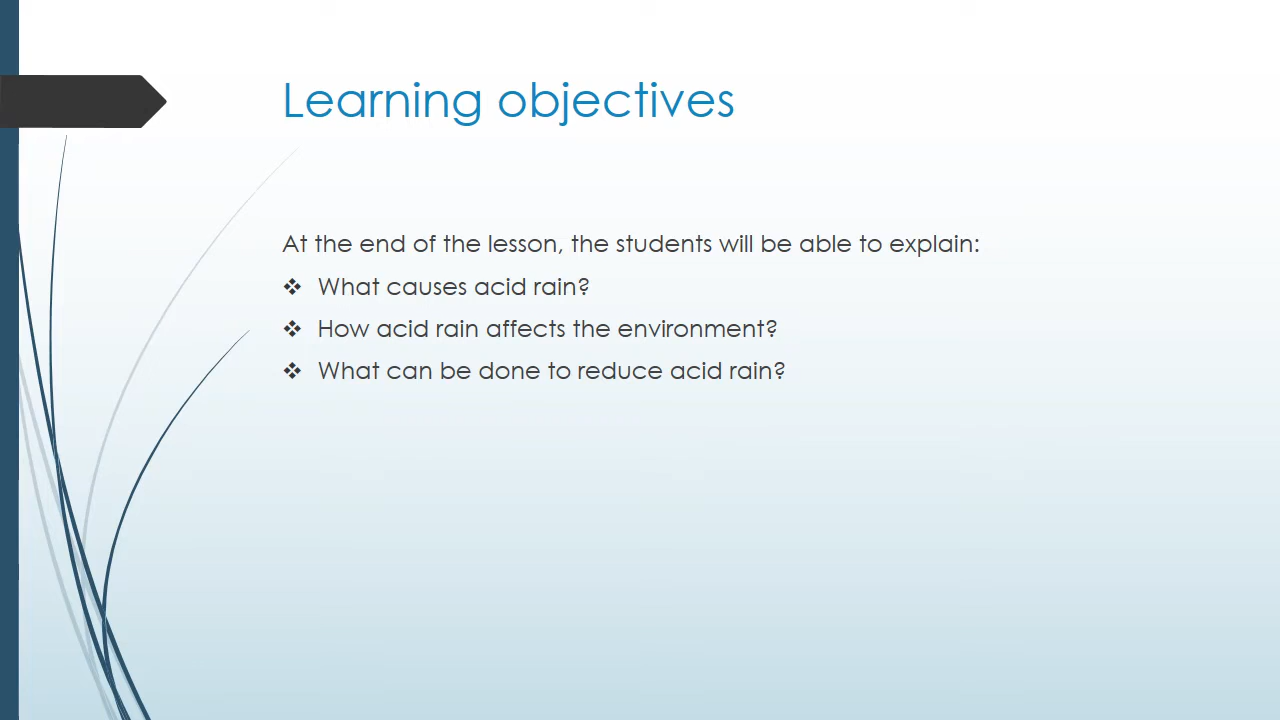 Learning objectives
At the end of the lesson, the students will be able to explain:
❖ What causes acid rain?
❖ How acid rain affects the environment?
❖ What can be done to reduce acid rain?